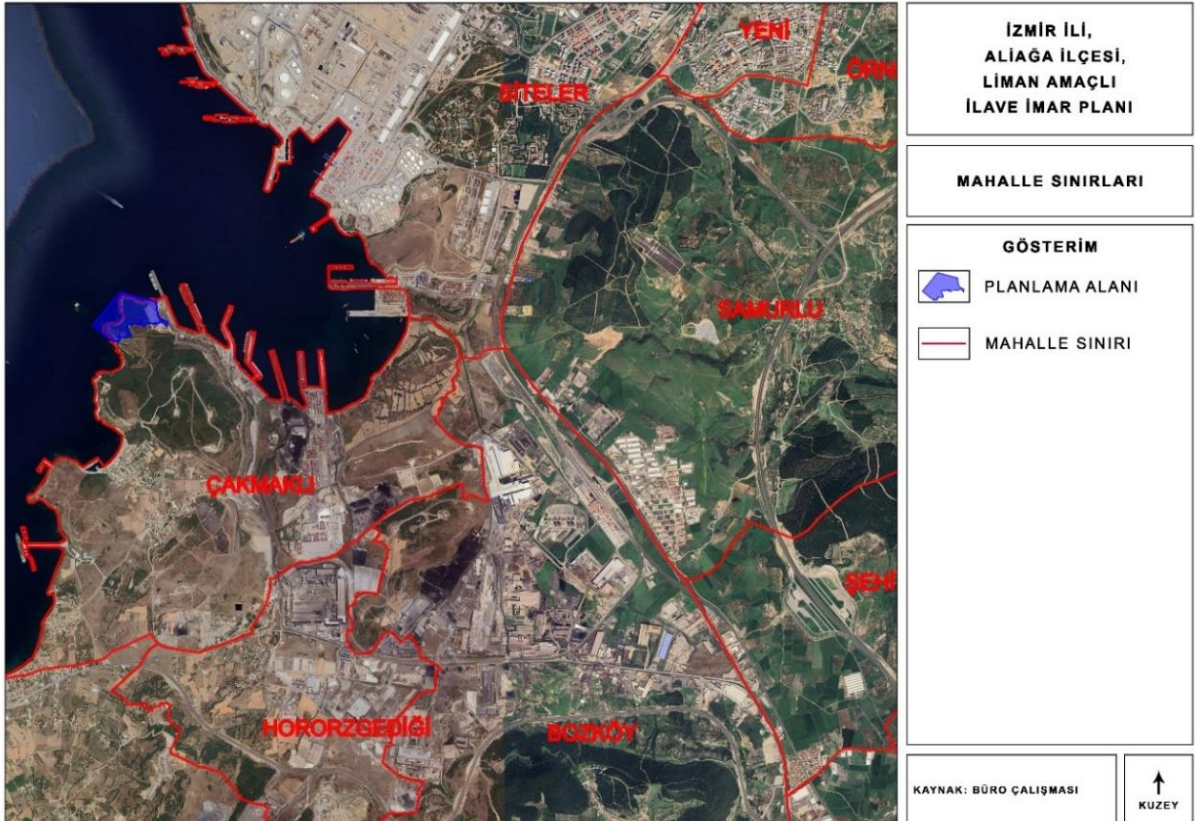 YENİ
SİTELER
SAMURLU
ÇAKMAKLI
HORORZGEDİĞİ
BOZKÖY
İZMİR İLİ,
ALİAĞA İLÇESİ,
LİMAN AMAÇLI
İLAVE İMAR PLANI
MAHALLE SINIRLARI
GÖSTERİM
PLANLAMA ALANI
MAHALLE SINIRI
KAYNAK: BÜRO ÇALIŞMASI
KUZEY